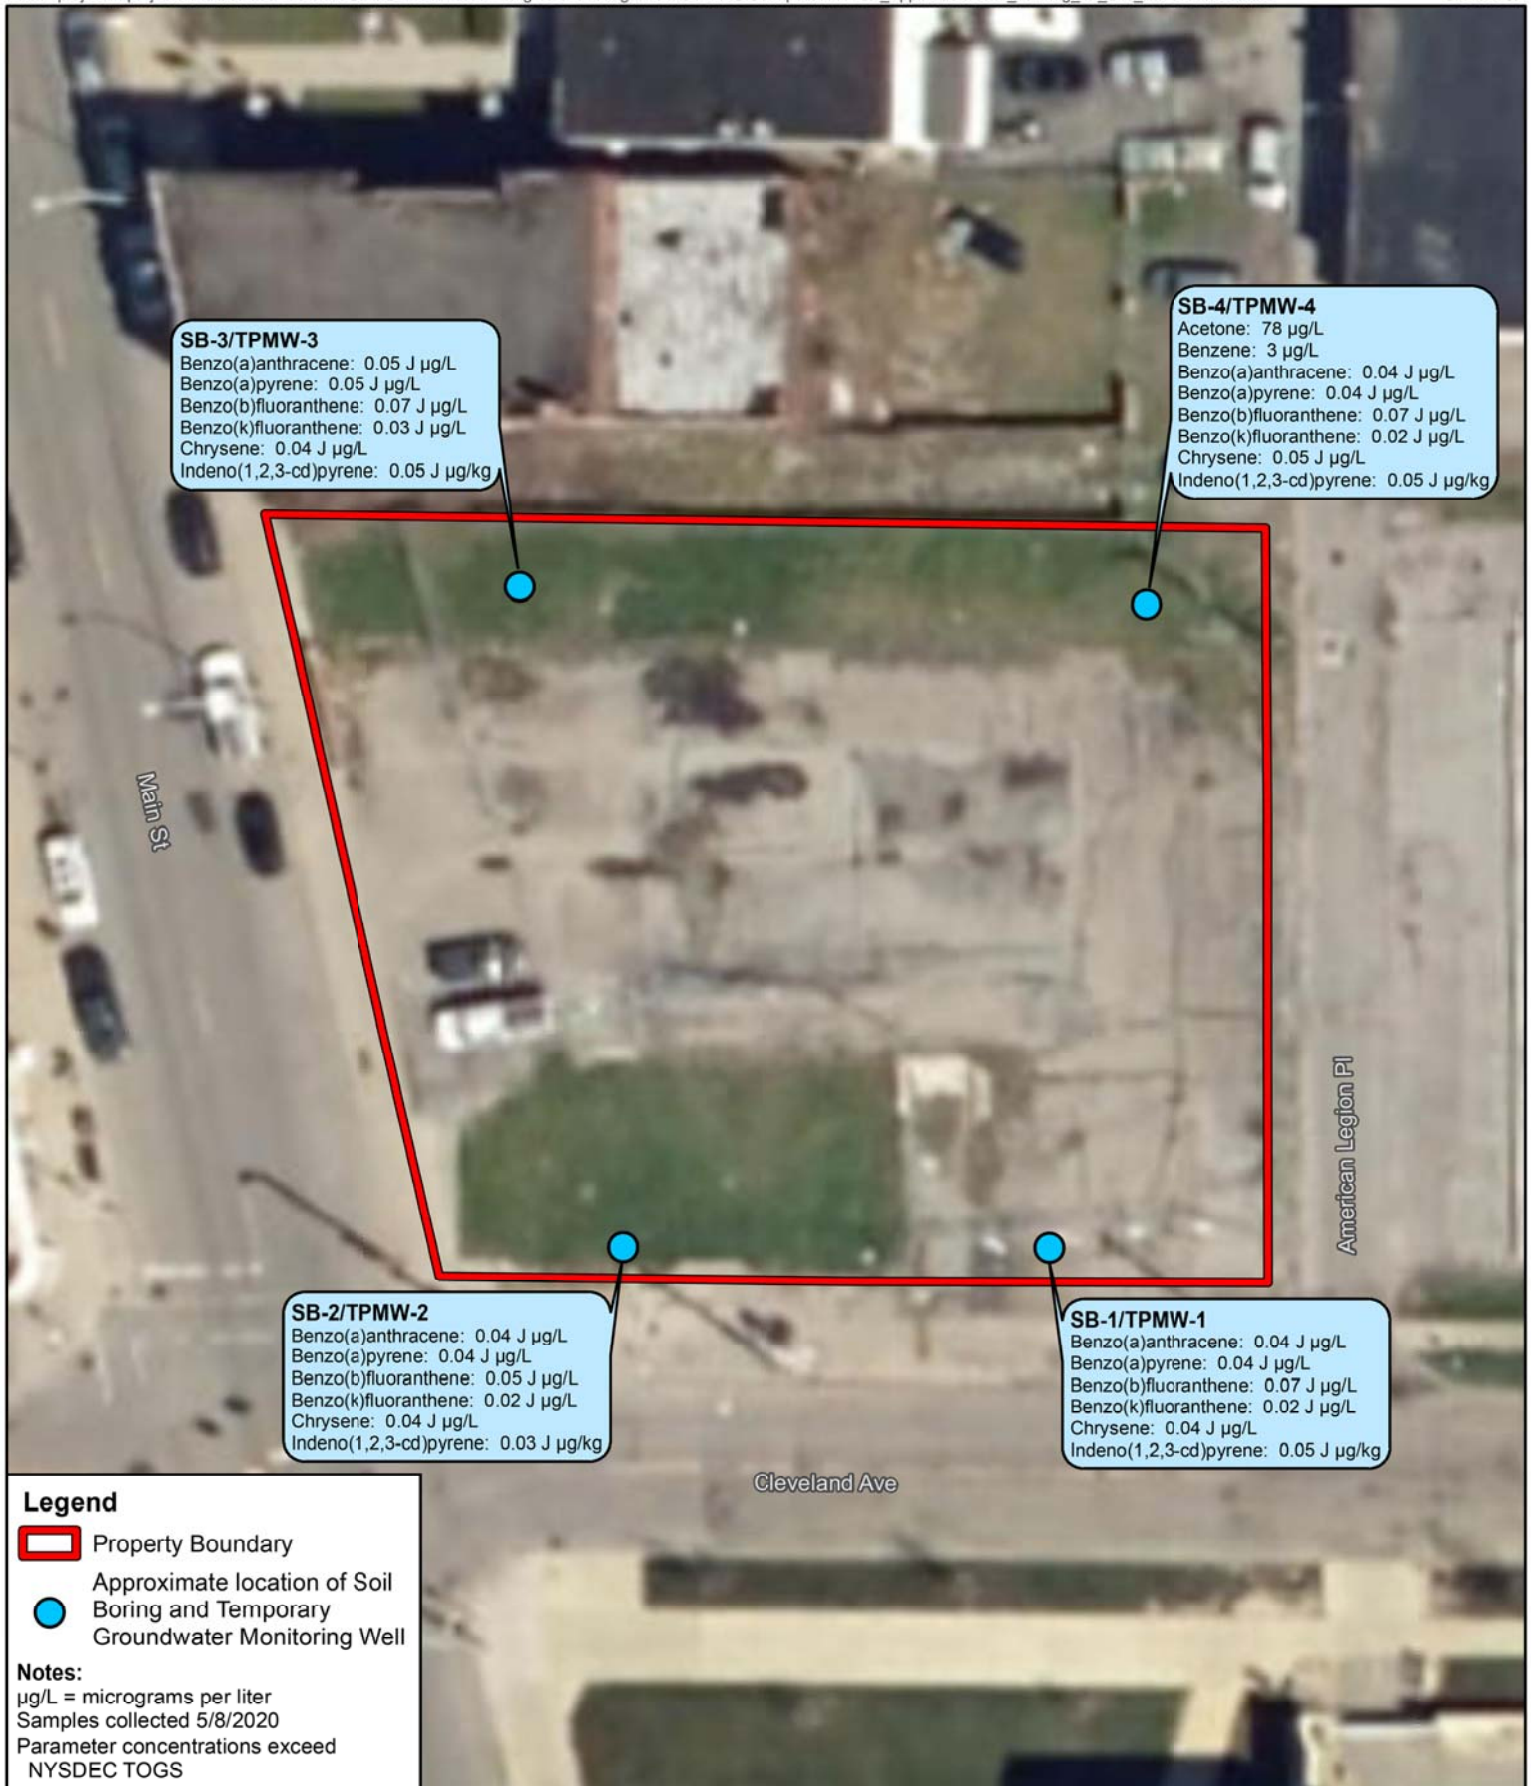 SB-3/TPMW-3
Benzo(a)anthracene: 0.05 J µg/L
Benzo(a)pyrene: 0.05 J µg/L
Benzo(b)fluoranthene: 0.07 J µg/L
Benzo(k)fluoranthene: 0.03 J µg/L
Chrysene: 0.04 J µg/L
Indeno(1,2,3-cd)pyrene: 0.05 J µg/kg
SB-4/TPMW-4
Acetone: 78 µg/L
Benzene: 3 µg/L
Benzo(a)anthracene: 0.04 J µg/L
Benzo(a)pyrene: 0.04 J µg/L
Benzo(b)fluoranthene: 0.07 J µg/L
Benzo(k)fluoranthene: 0.02 J µg/L
Chrysene: 0.05 J µg/L
Indeno(1,2,3-cd)pyrene: 0.05 J µg/kg
Main St
American Legion Pl
SB-2/TPMW-2
Benzo(a)anthracene: 0.04 J µg/L
Benzo(a)pyrene: 0.04 J µg/L
Benzo(b)fluoranthene: 0.05 J µg/L
Benzo(k)fluoranthene: 0.02 J µg/L
Chrysene: 0.04 J µg/L
Indeno(1,2,3-cd)pyrene: 0.03 J µg/kg
SB-1/TPMW-1
Benzo(a)anthracene: 0.04 J µg/L
Benzo(a)pyrene: 0.04 J µg/L
Benzo(b)fluoranthene: 0.07 J µg/L
Benzo(k)fluoranthene: 0.02 J µg/L
Chrysene: 0.04 J µg/L
Indeno(1,2,3-cd)pyrene: 0.05 J µg/kg
Cleveland Ave
Legend
Property Boundary
Approximate location of Soil
Boring and Temporary
Groundwater Monitoring Well
Notes:
µg/L = micrograms per liter
Samples collected 5/8/2020
Parameter concentrations exceed
NYSDEC TOGS